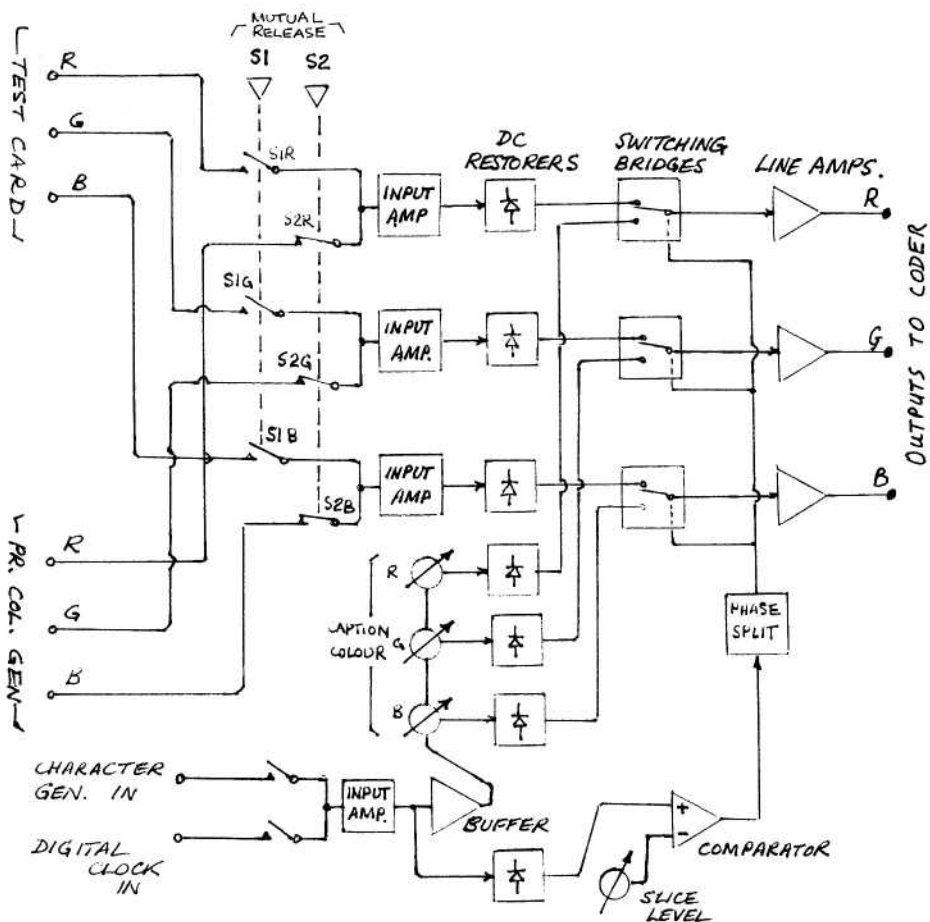 MUTUAL
RELEASE
S1
S2
TEST CARD
R
G
B
S1R
S2R
S1G
S2G
S1B
S2B
INPUT
AMP
INPUT
AMP.
INPUT
AMP
DC
RESTORERS
SWITCHING
BRIDGES
LINE AMPS.
R
G
B
OUTPUTS TO CODER
PR. COL. GEN
R
G
B
CAPTION
COLOUR
R
G
B
PHASE
SPLIT
CHARACTER
GEN. IN
DIGITAL
CLOCK
IN
INPUT
AMP.
BUFFER
+
-
COMPARATOR
SLICE
LEVEL